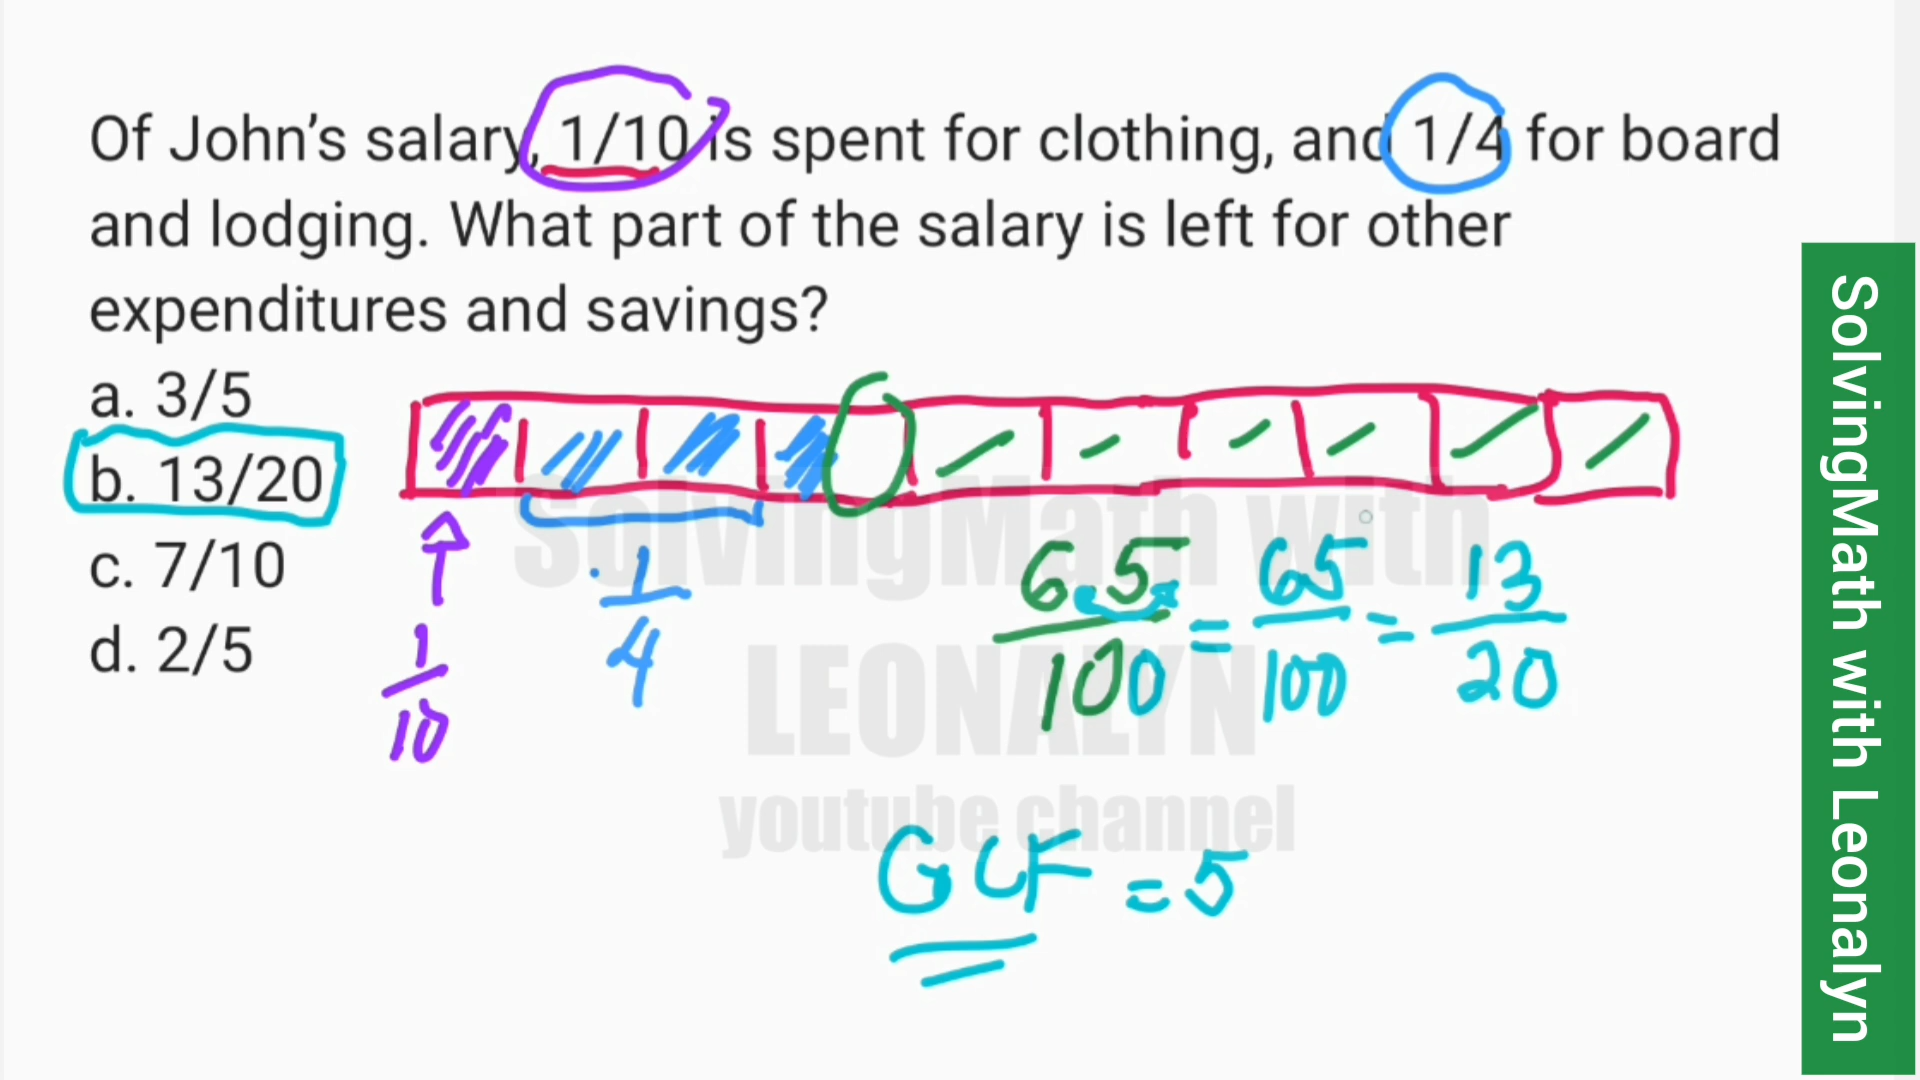 Of John’s salary, 1/10 is spent for clothing, and 1/4 for board
and lodging. What part of the salary is left for other
expenditures and savings?
a. 3/5
b. 13/20
c. 7/10
d. 2/5
1/10
1/4
6.5/100 = 65/100 = 13/20
GCF = 5
SolvingMath with
LEONALYN
youtube channel
SolvingMath with Leonalyn